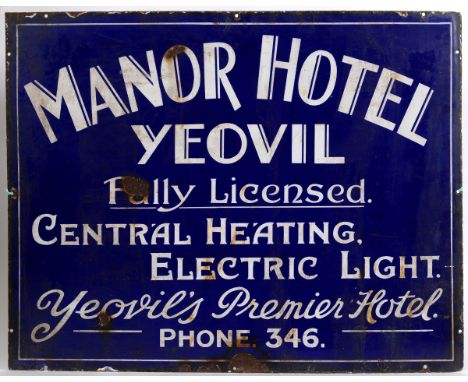 MANOR HOTEL
YEOVIL
Fully Licensed.
CENTRAL HEATING,
ELECTRIC LIGHT.
Yeovil's Premier Hotel.
PHONE. 346.